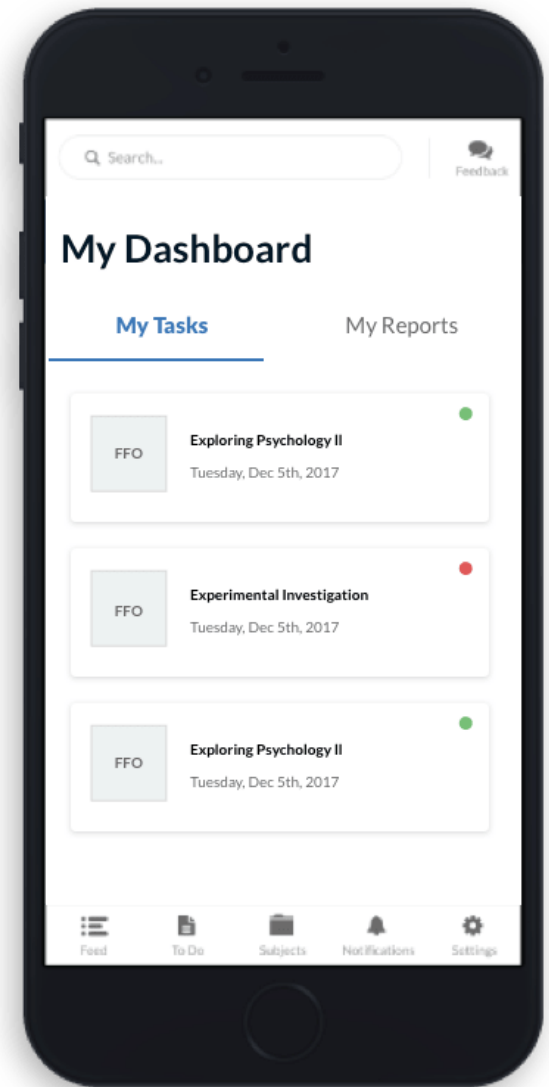 Search..
Feedback
My Dashboard
My Tasks
My Reports
FFO
Exploring Psychology II
Tuesday, Dec 5th, 2017
FFO
Experimental Investigation
Tuesday, Dec 5th, 2017
FFO
Exploring Psychology II
Tuesday, Dec 5th, 2017
Feed
To Do
Subjects
Notifications
Settings